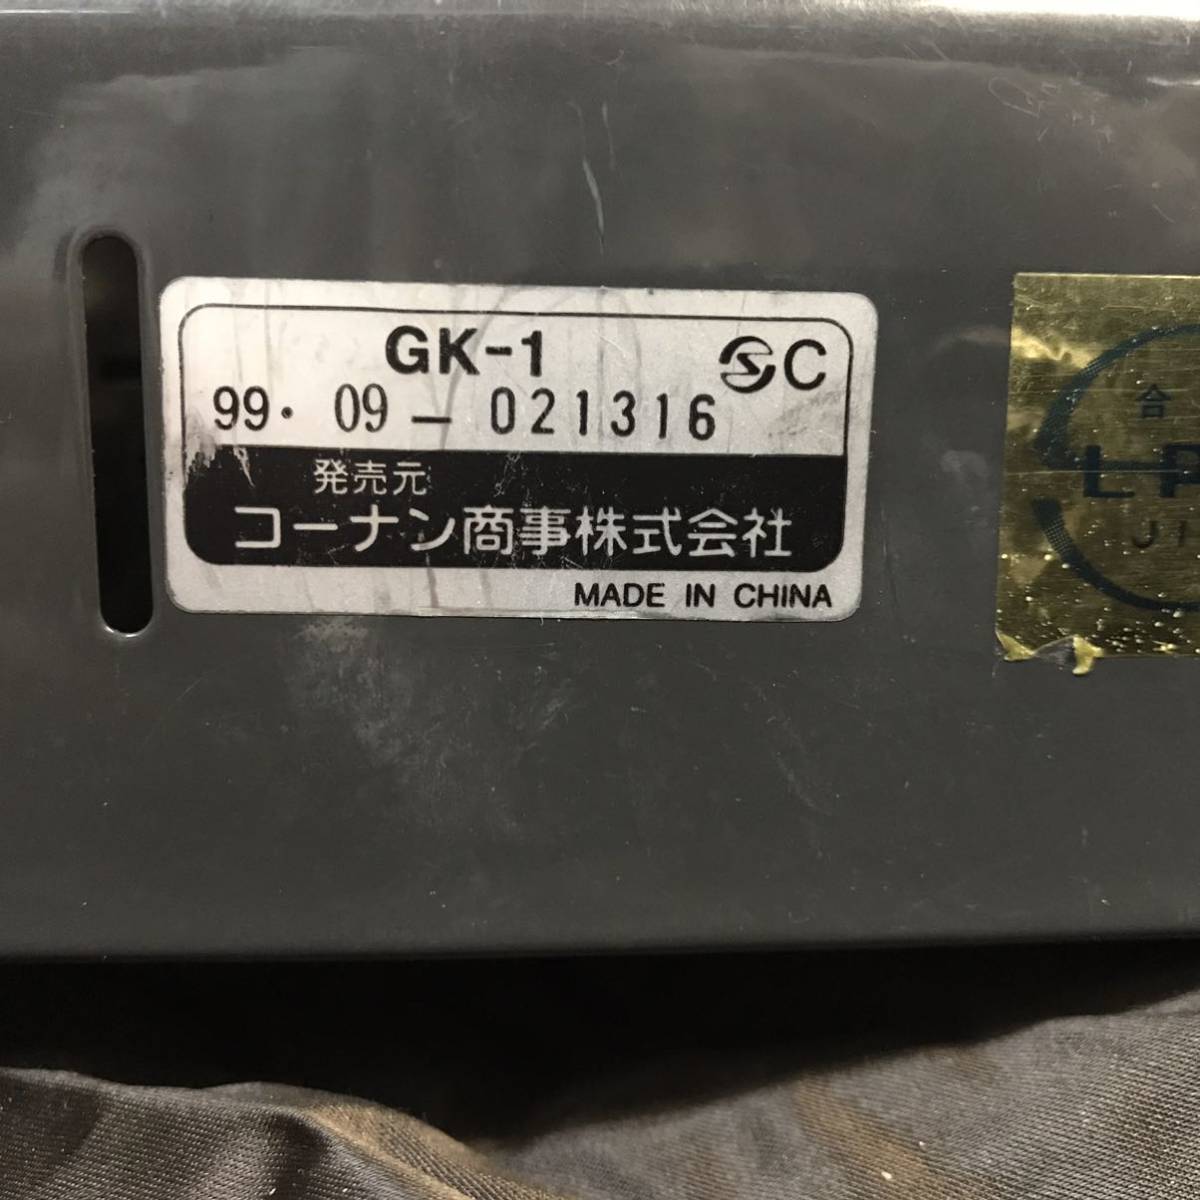 GK-1
SC
99. 09 - 021316
発売元
コーナン商事株式会社
MADE IN CHINA
合
LP
JI